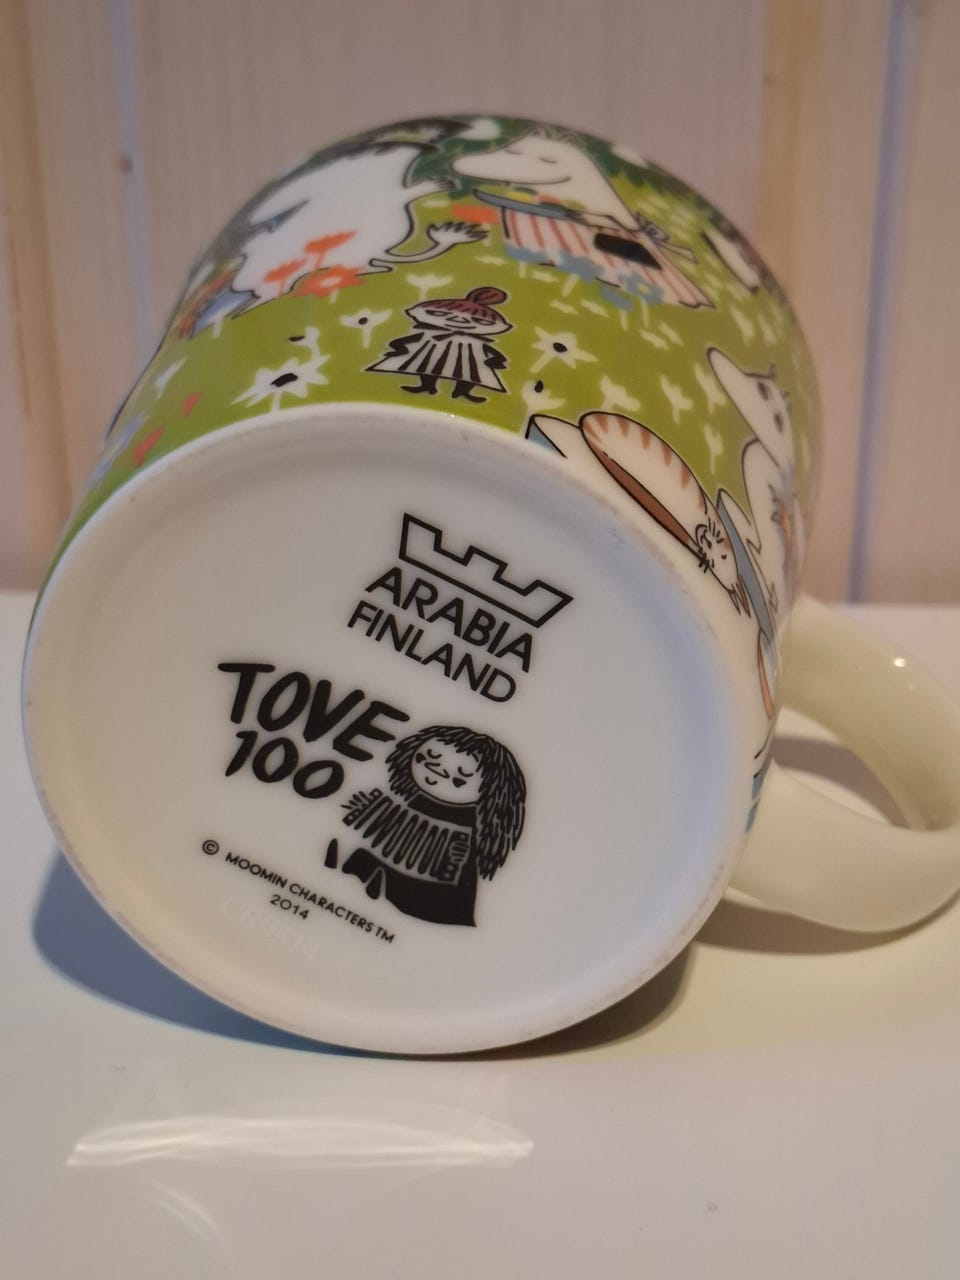 ARABIA
FINLAND
TOVE
100
© MOOMIN CHARACTERS TM
2014